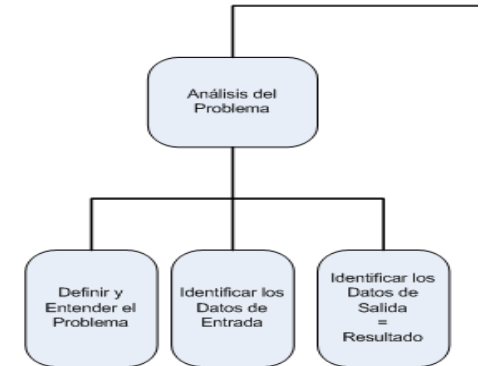 Análisis del
Problema
Definir y
Entender el
Problema
Identificar los
Datos de
Entrada
Identificar los
Datos de
Salida
=
Resultado